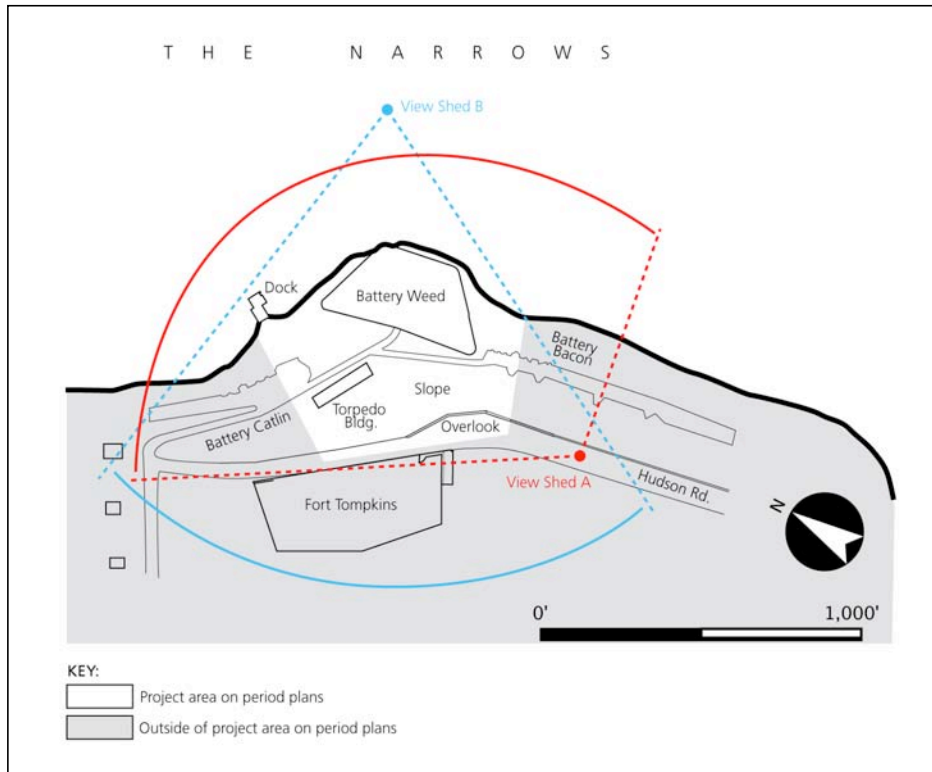 THE NARROWS
View Shed B
Dock
Battery Weed
Battery
Bacon
Slope
Torpedo
Bldg.
Overlook
Battery Catlin
View Shed A
Hudson Rd.
Fort Tompkins
N
0'
1,000'
KEY:
Project area on period plans
Outside of project area on period plans